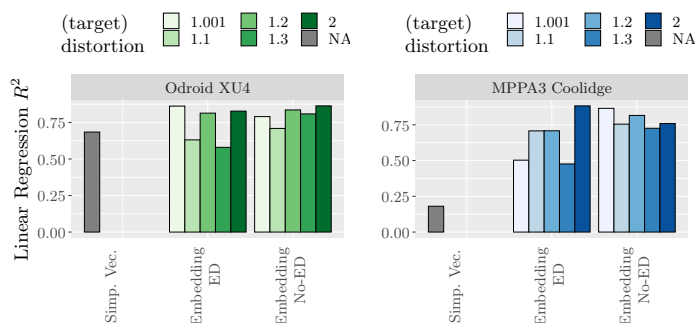 (target)
distortion
1.001
1.2
2
1.1
1.3
NA
(target)
distortion
1.001
1.2
2
1.1
1.3
NA
Odroid XU4
MPPA3 Coolidge
Linear Regression R²
0.75
0.50
0.25
0.00
0.75
0.50
0.25
0.00
Simp. Vec.
Embedding
ED
Embedding
No-ED
Simp. Vec.
Embedding
ED
Embedding
No-ED